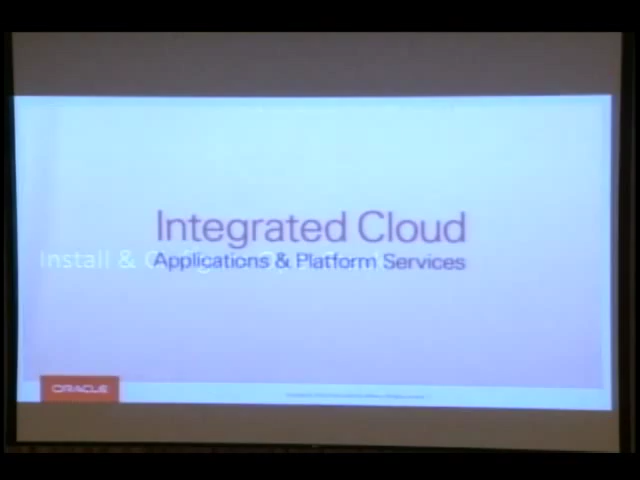 Integrated Cloud
Install &
Applications & Platform Services
ORACLE